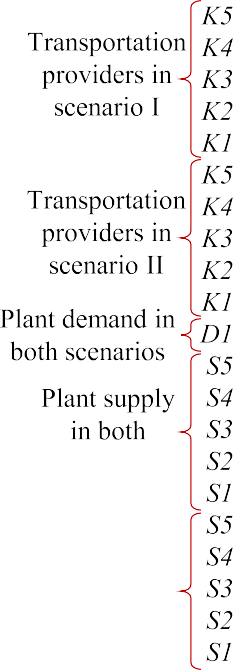 K5
Transportation
providers in
scenario I
K4
K3
K2
K1
Transportation
providers in
scenario II
K5
K4
K3
K2
K1
Plant demand in
both scenarios
D1
Plant supply
in both
S5
S4
S3
S2
S1
S5
S4
S3
S2
S1